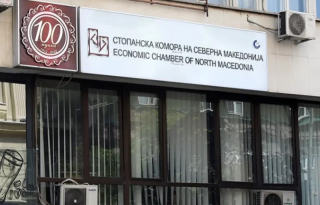 100
СТОПАНСКА КОМОРА НА СЕВЕРНА МАКЕДОНИЈА
ECONOMIC CHAMBER OF NORTH MACEDONIA